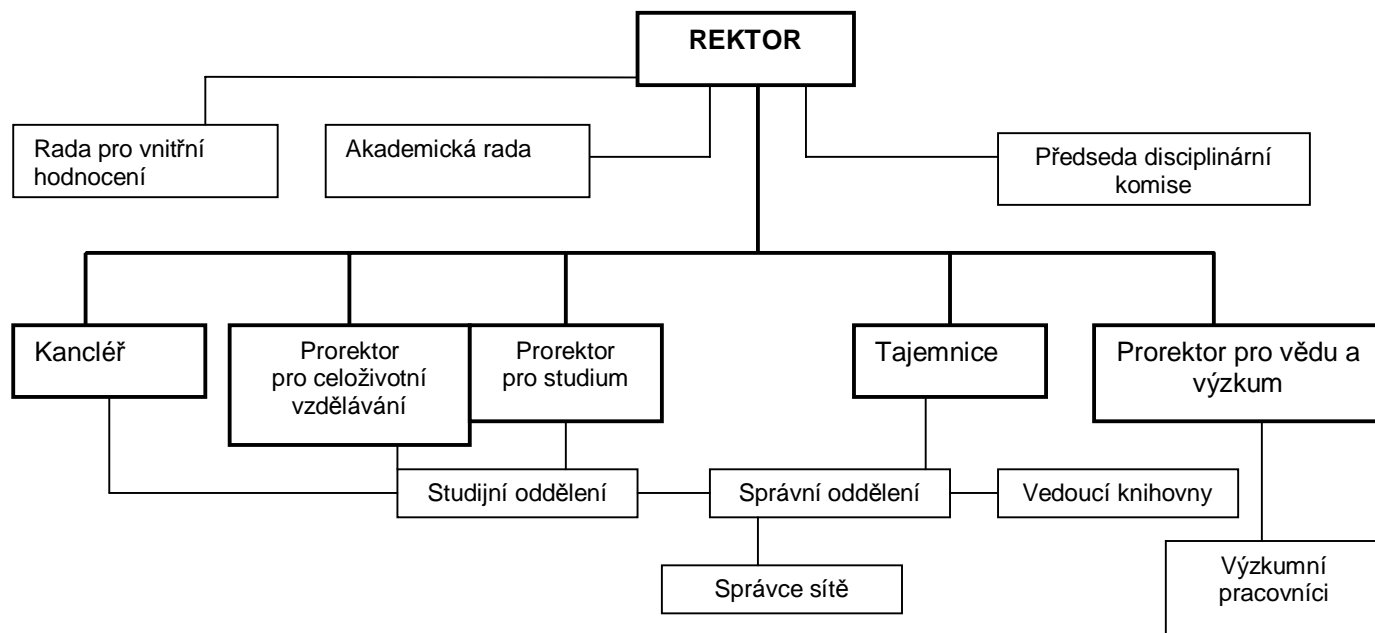 REKTOR
Rada pro vnitřní
hodnocení
Akademická rada
Předseda disciplinární
komise
Kancléř
Prorektor
pro celoživotní
vzdělávání
Prorektor
pro studium
Tajemnice
Prorektor pro vědu a
výzkum
Studijní oddělení
Správní oddělení
Vedoucí knihovny
Správce sítě
Výzkumní
pracovníci